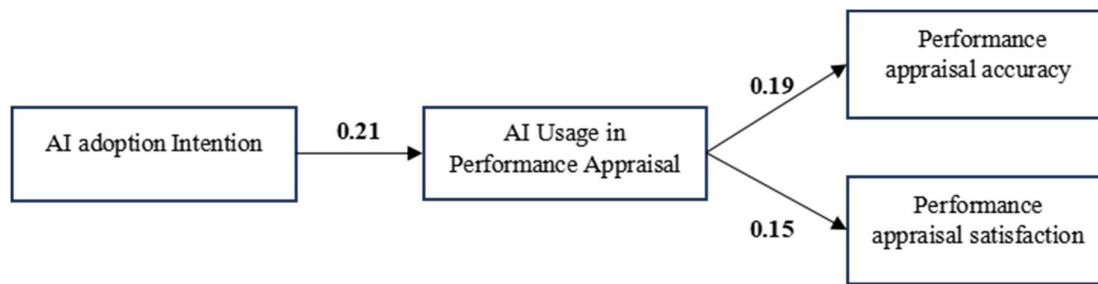 AI adoption Intention
0.21
AI Usage in
Performance Appraisal
0.19
0.15
Performance
appraisal accuracy
Performance
appraisal satisfaction